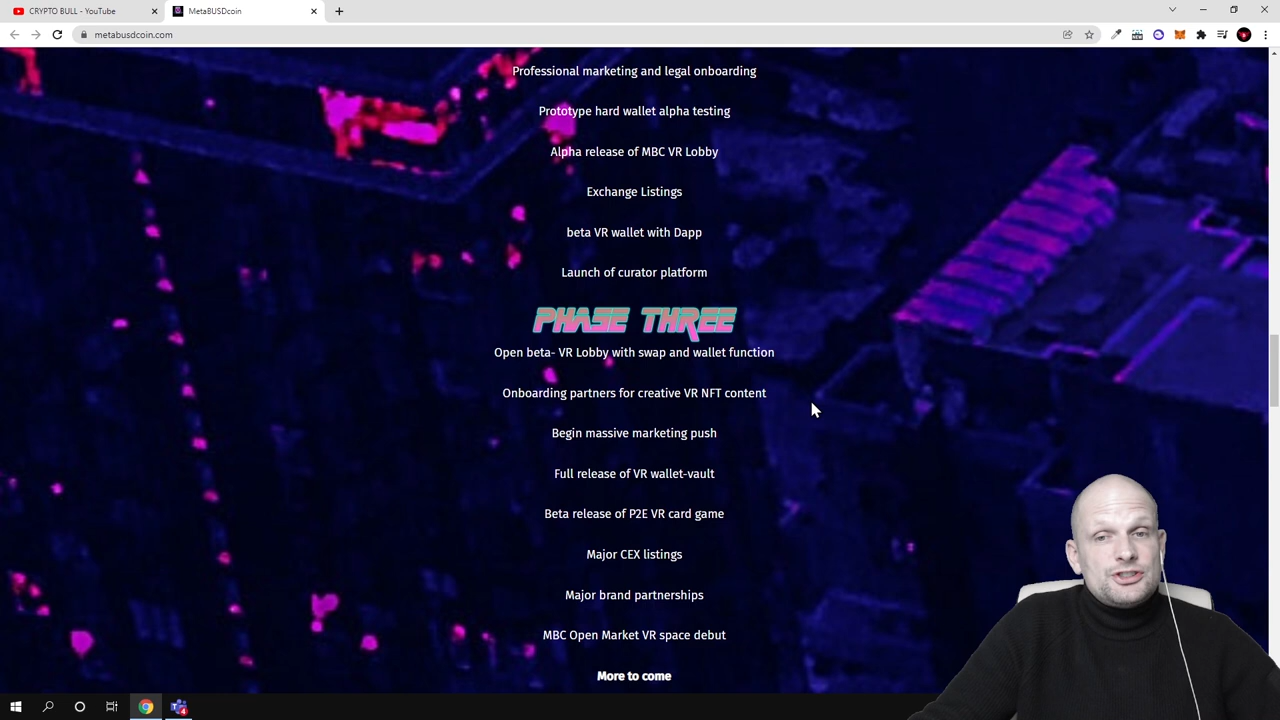 CRYPTO BULL - YouTube
MetaBUSDcoin
metabusdcoin.com
Professional marketing and legal onboarding
Prototype hard wallet alpha testing
Alpha release of MBC VR Lobby
Exchange Listings
beta VR wallet with Dapp
Launch of curator platform
PHASE THREE
Open beta- VR Lobby with swap and wallet function
Onboarding partners for creative VR NFT content
Begin massive marketing push
Full release of VR wallet-vault
Beta release of P2E VR card game
Major CEX listings
Major brand partnerships
MBC Open Market VR space debut
More to come